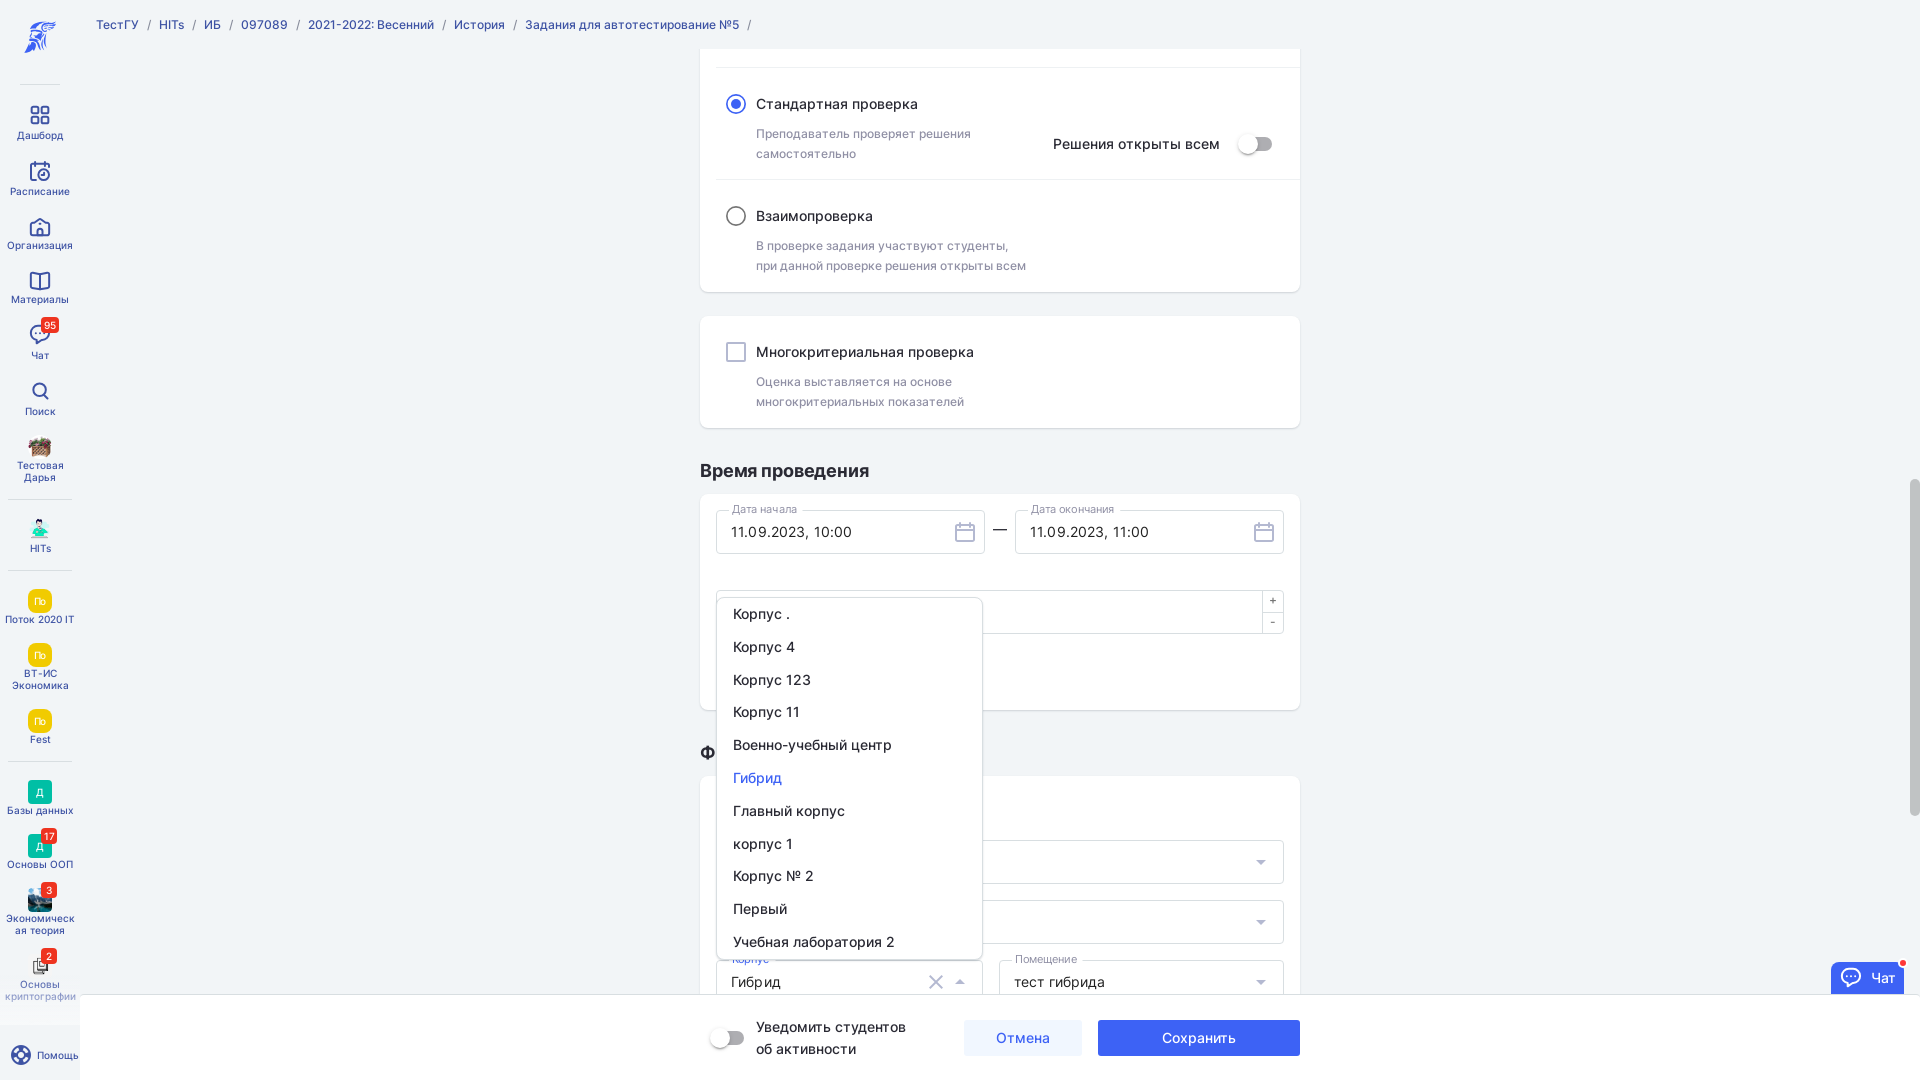 ТестГУ / HITs / ИБ / 097089 / 2021-2022: Весенний / История / Задания для автотестирование №5 /
Дашборд
Расписание
Организация
Материалы
95
Чат
Поиск
Тестовая
Дарья
HITs
По
Поток 2020 IT
По
ВТ-ИС
Экономика
По
Fest
Д
Базы данных
17
Д
Основы ООП
3
Экономическ
ая теория
2
Основы
криптографии
Помощь
Стандартная проверка
Преподаватель проверяет решения
самостоятельно
Решения открыты всем
Взаимопроверка
В проверке задания участвуют студенты,
при данной проверке решения открыты всем
Многокритериальная проверка
Оценка выставляется на основе
многокритериальных показателей
Время проведения
Дата начала
11.09.2023, 10:00
—
Дата окончания
11.09.2023, 11:00
+
-
Ф
Корпус .
Корпус 4
Корпус 123
Корпус 11
Военно-учебный центр
Гибрид
Главный корпус
корпус 1
Корпус № 2
Первый
Учебная лаборатория 2
Корпус
Гибрид
Помещение
тест гибрида
Чат
Уведомить студентов
об активности
Отмена
Сохранить